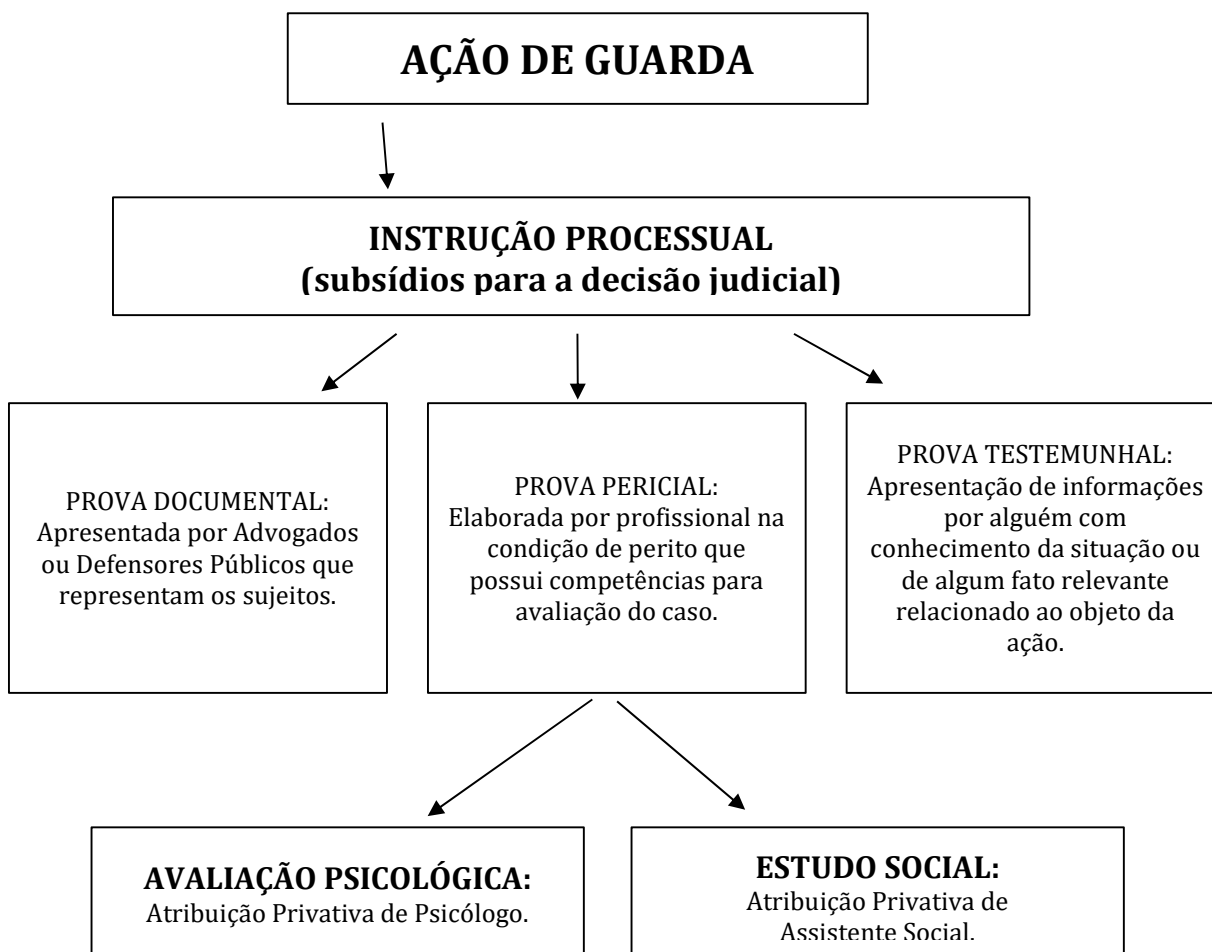 AÇÃO DE GUARDA
INSTRUÇÃO PROCESSUAL
(subsídios para a decisão judicial)
PROVA DOCUMENTAL:
Apresentada por Advogados
ou Defensores Públicos que
representam os sujeitos.
PROVA PERICIAL:
Elaborada por profissional na
condição de perito que
possui competências para
avaliação do caso.
PROVA TESTEMUNHAL:
Apresentação de informações
por alguém com
conhecimento da situação ou
de algum fato relevante
relacionado ao objeto da
ação.
AVALIAÇÃO PSICOLÓGICA:
Atribuição Privativa de Psicólogo.
ESTUDO SOCIAL:
Atribuição Privativa de
Assistente Social.